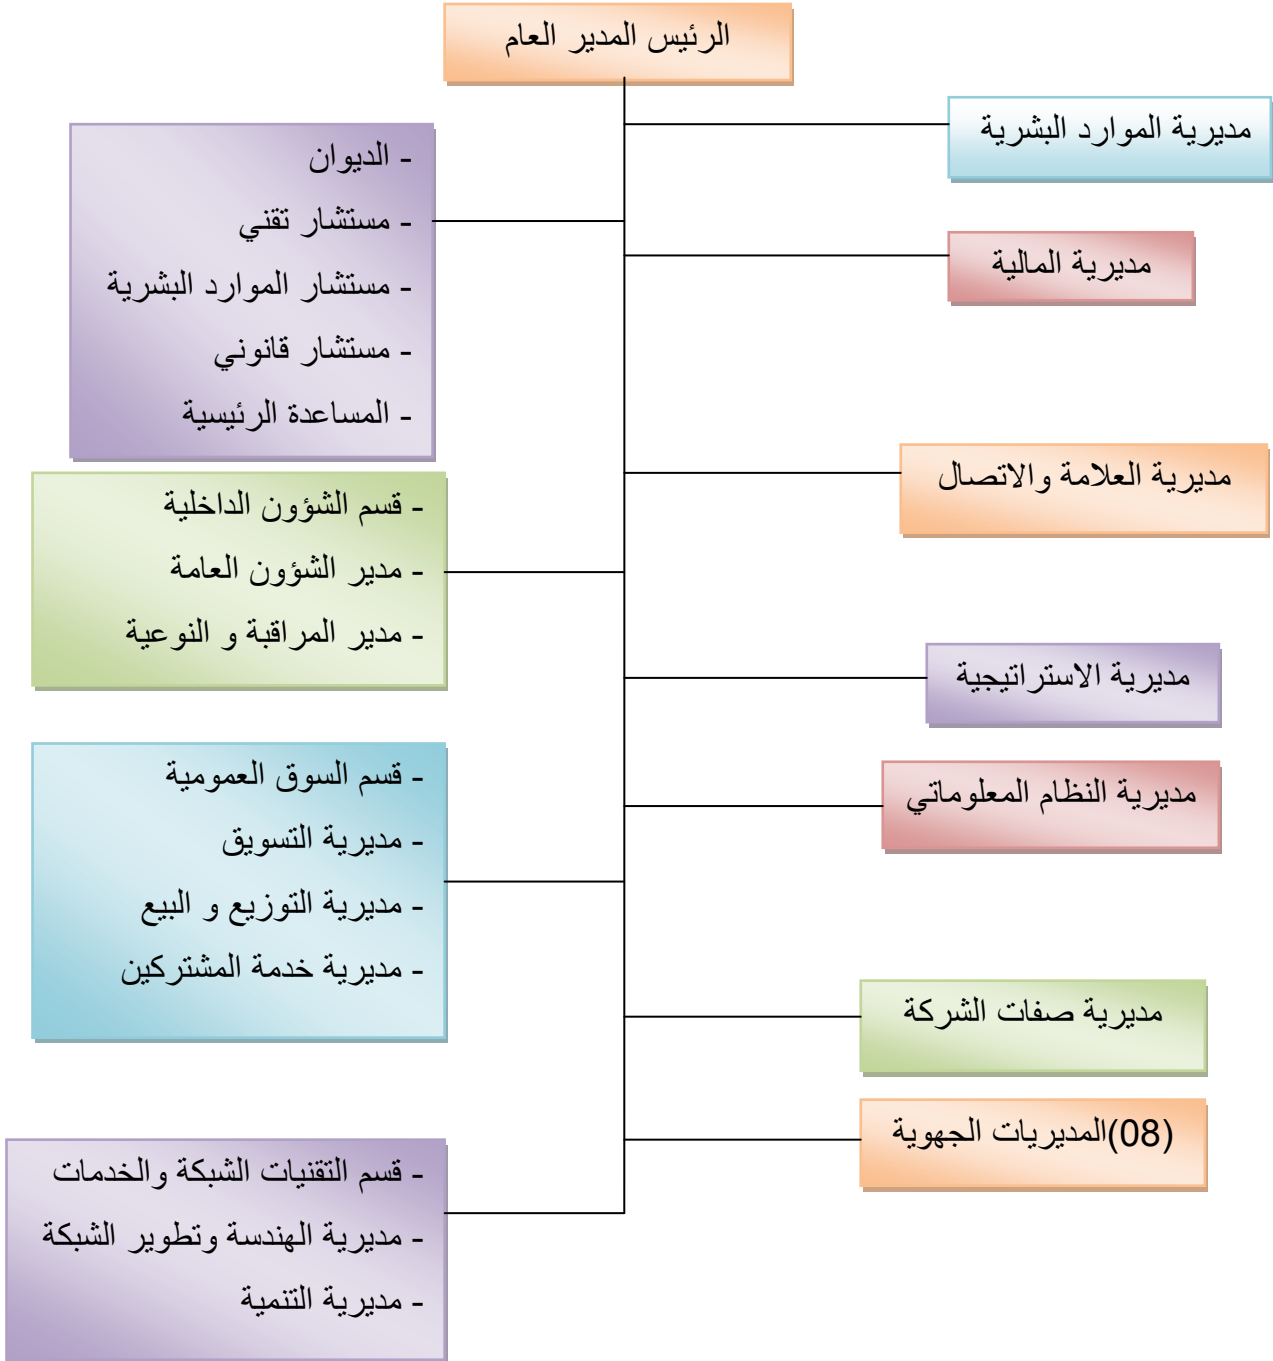 الرئيس المدير العام
مديرية الموارد البشرية
- الديوان
- مستشار تقني
- مستشار الموارد البشرية
- مستشار قانوني
- المساعدة الرئيسية
مديرية المالية
مديرية العلامة والاتصال
- قسم الشؤون الداخلية
- مدير الشؤون العامة
- مدير المراقبة و النوعية
مديرية الاستراتيجية
مديرية النظام المعلوماتي
- قسم السوق العمومية
- مديرية التسويق
- مديرية التوزيع و البيع
- مديرية خدمة المشتركين
مديرية صفات الشركة
(08)المديريات الجهوية
- قسم التقنيات الشبكة والخدمات
- مديرية الهندسة وتطوير الشبكة
- مديرية التنمية